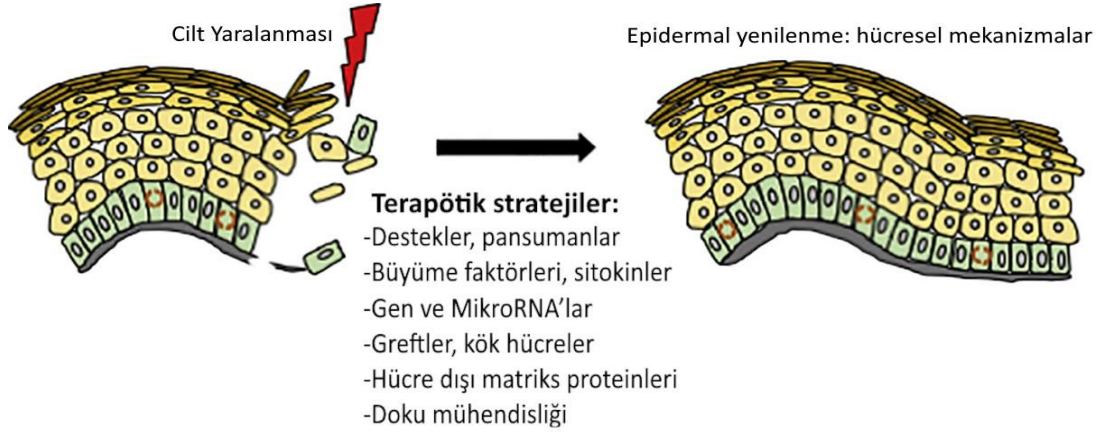 Cilt Yaralanması
Epidermal yenilenme: hücresel mekanizmalar
Terapötik stratejiler:
-Destekler, pansumanlar
-Büyüme faktörleri, sitokinler
-Gen ve MikroRNA’lar
-Greftler, kök hücreler
-Hücre dışı matriks proteinleri
-Doku mühendisliği